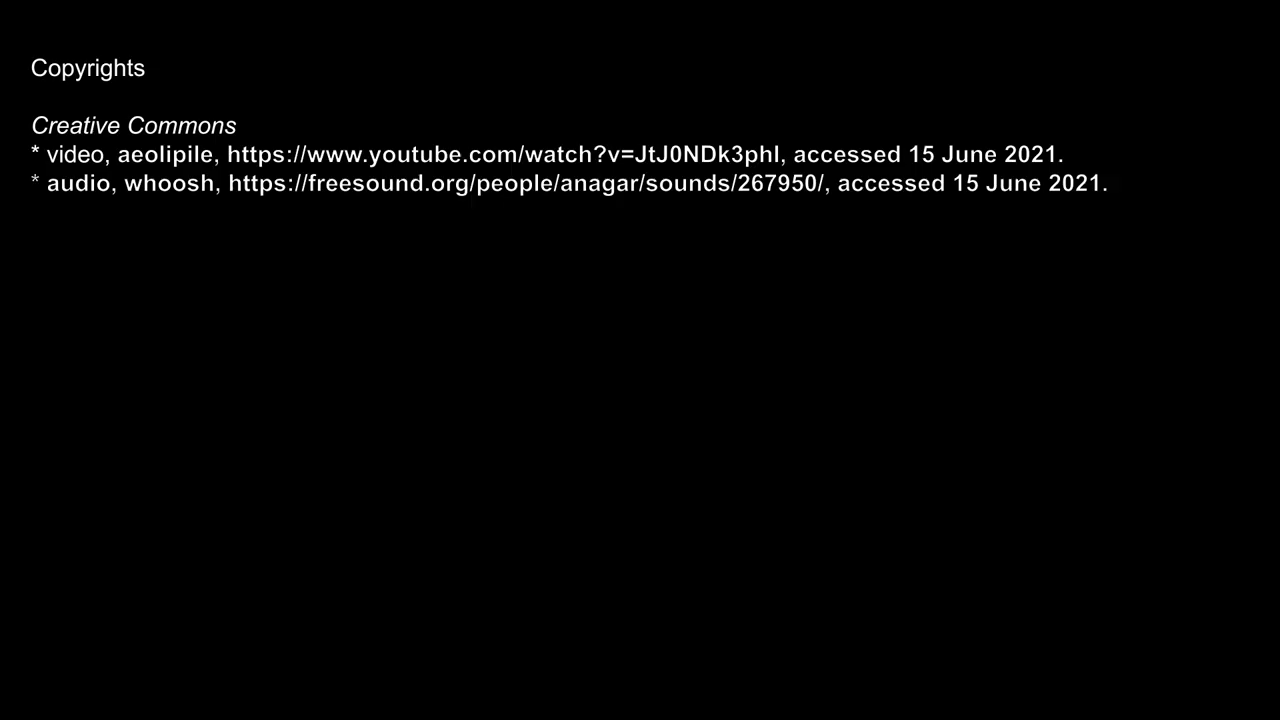 Copyrights
Creative Commons
* video, aeolipile, https://www.youtube.com/watch?v=JtJ0NDk3phI, accessed 15 June 2021.
* audio, whoosh, https://freesound.org/people/anagar/sounds/267950/, accessed 15 June 2021.